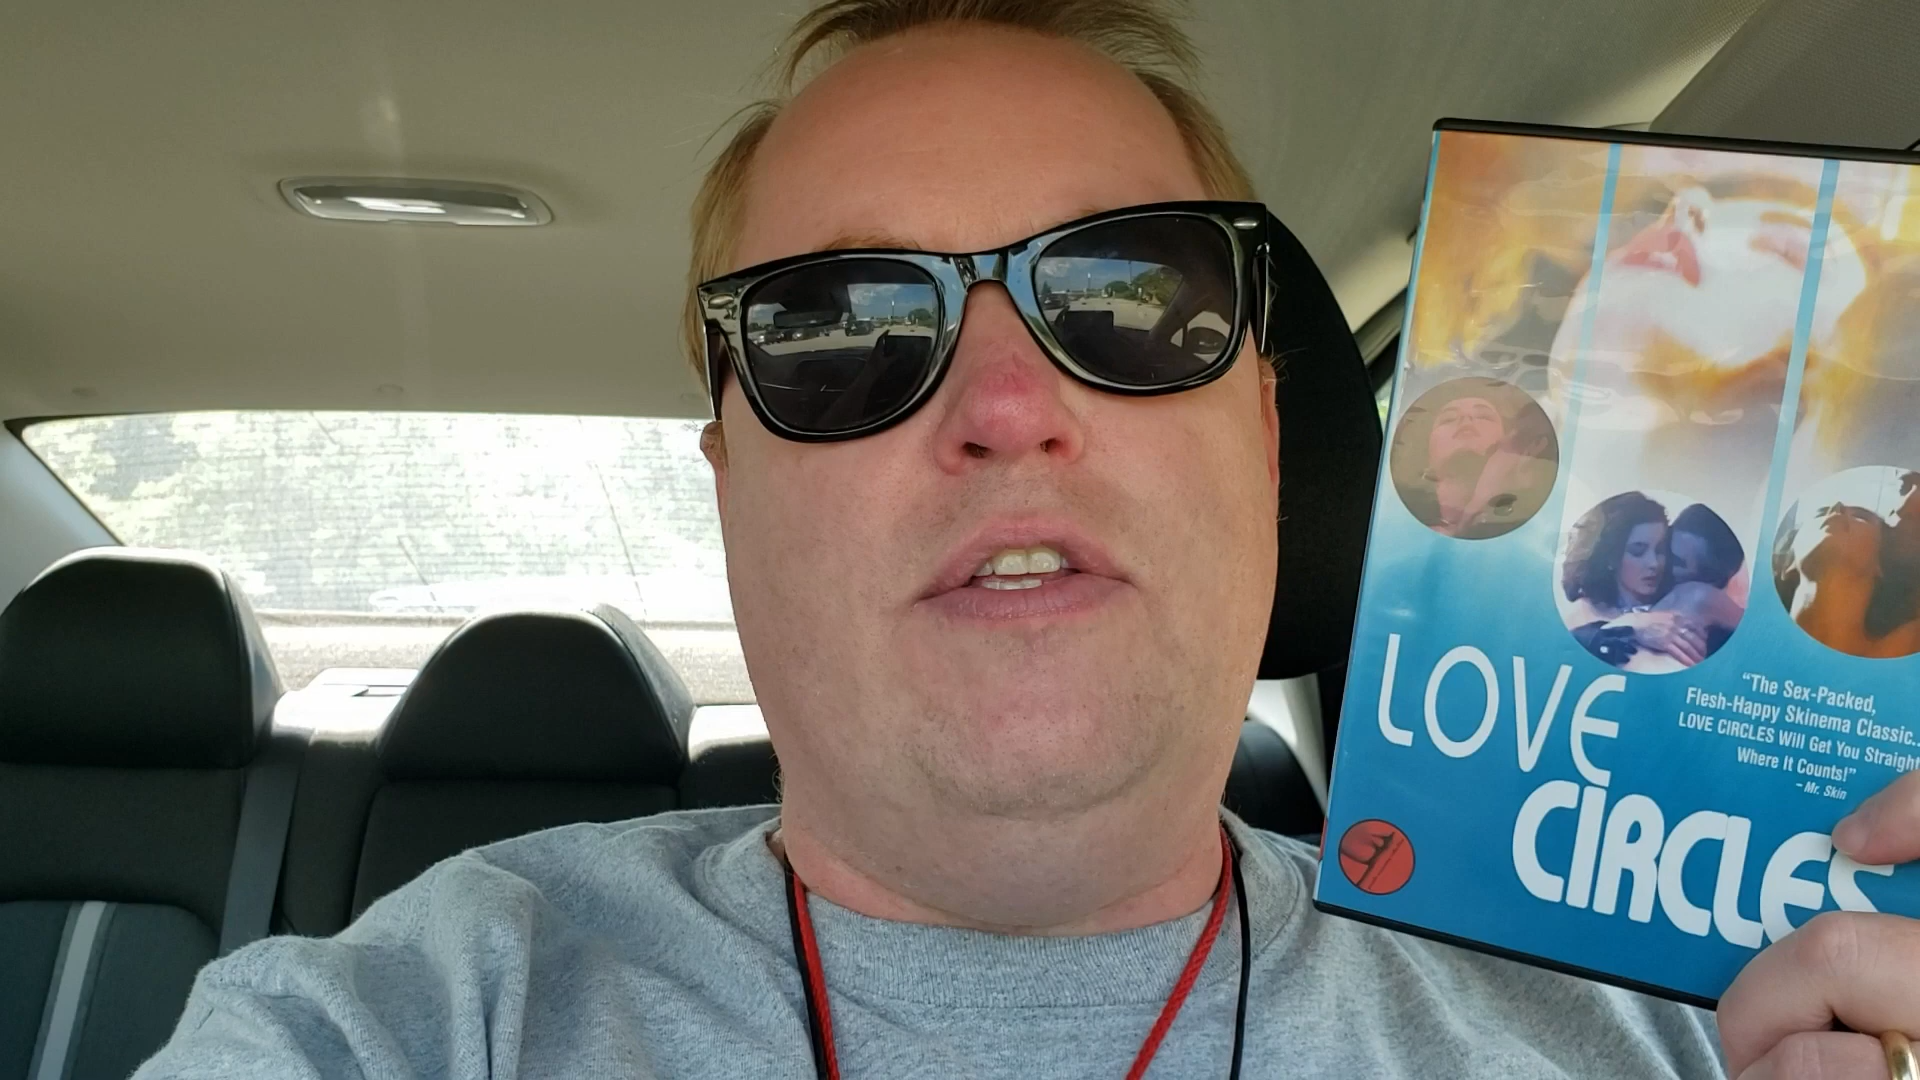 LOVE
CIRCLES
“The Sex-Packed,
Flesh-Happy Skinema Classic...
LOVE CIRCLES Will Get You Straight
Where It Counts!”
- Mr. Skin